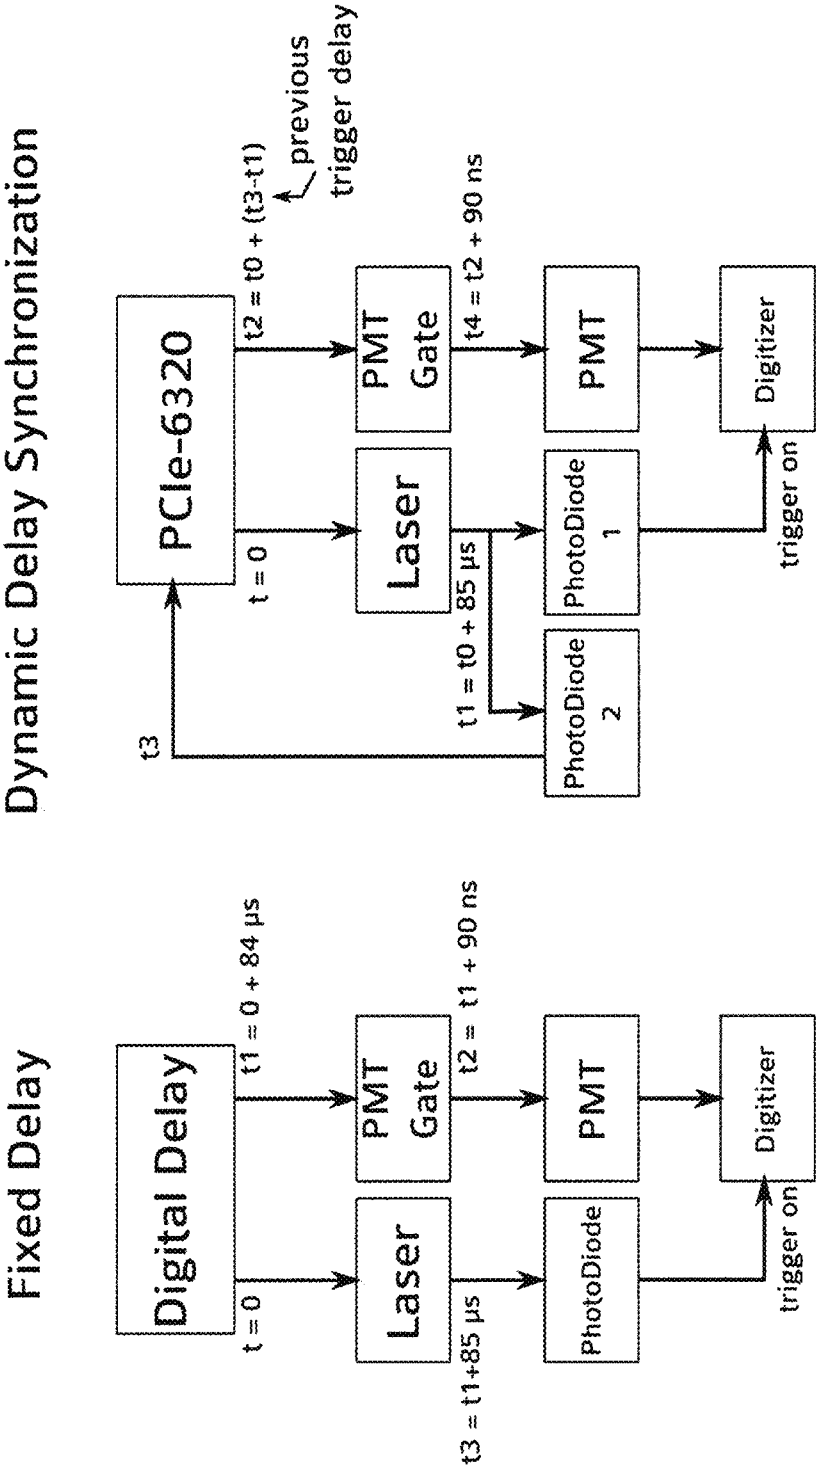 Fixed Delay
Digital Delay
t = 0
t1 = 0 + 84 µs
Laser
PMT
Gate
t3 = t1+85 µs
t2 = t1 + 90 ns
PhotoDiode
PMT
trigger on
Digitizer
Dynamic Delay Synchronization
PCIe-6320
t3
t = 0
t2 = t0 + (t3-t1)
previous
trigger delay
Laser
PMT
Gate
t1 = t0 + 85 µs
t4 = t2 + 90 ns
PhotoDiode
2
PhotoDiode
1
PMT
trigger on
Digitizer